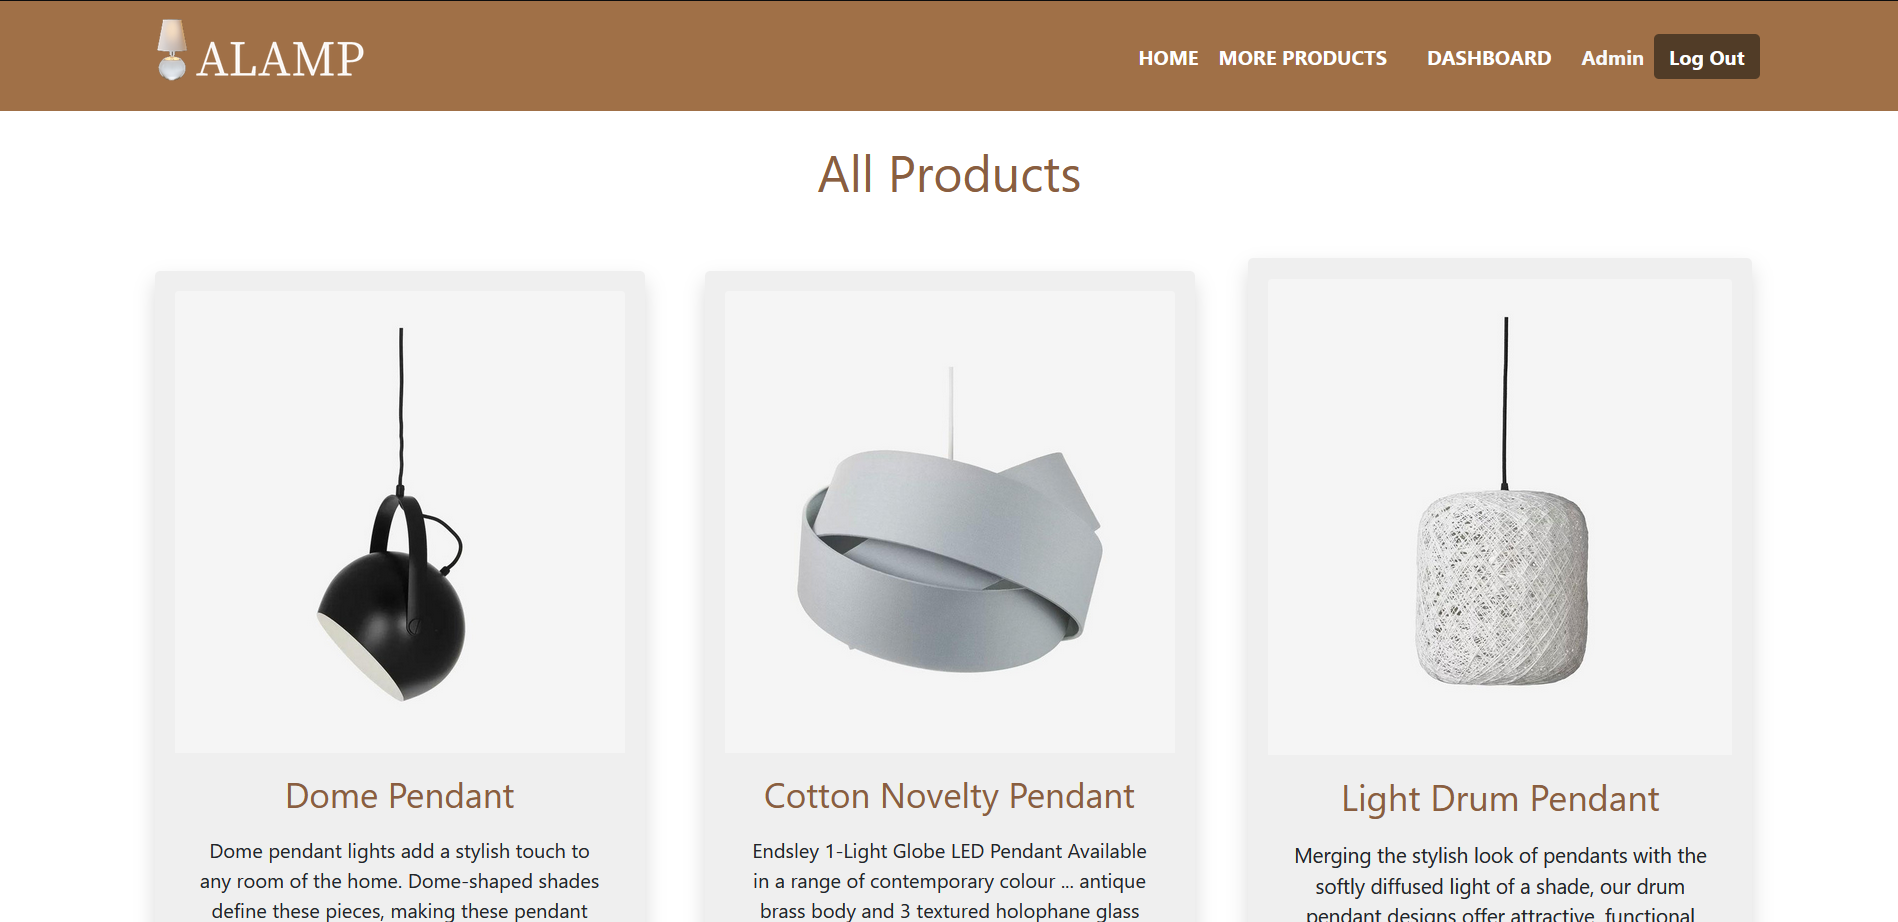 ALAMP
HOME MORE PRODUCTS DASHBOARD Admin Log Out
All Products
Dome Pendant
Dome pendant lights add a stylish touch to
any room of the home. Dome-shaped shades
define these pieces, making these pendant
Cotton Novelty Pendant
Endsley 1-Light Globe LED Pendant Available
in a range of contemporary colour ... antique
brass body and 3 textured holophane glass
Light Drum Pendant
Merging the stylish look of pendants with the
softly diffused light of a shade, our drum
pendant designs offer attractive, functional